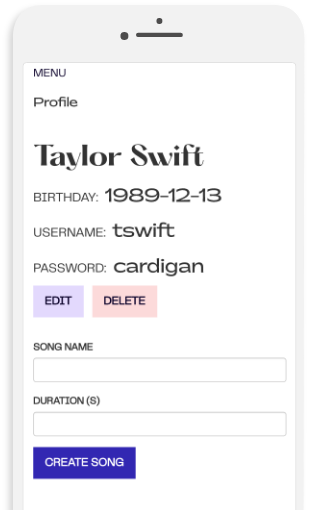 MENU
Profile
Taylor Swift
BIRTHDAY: 1989-12-13
USERNAME: tswift
PASSWORD: cardigan
EDIT DELETE
SONG NAME
DURATION (S)
CREATE SONG